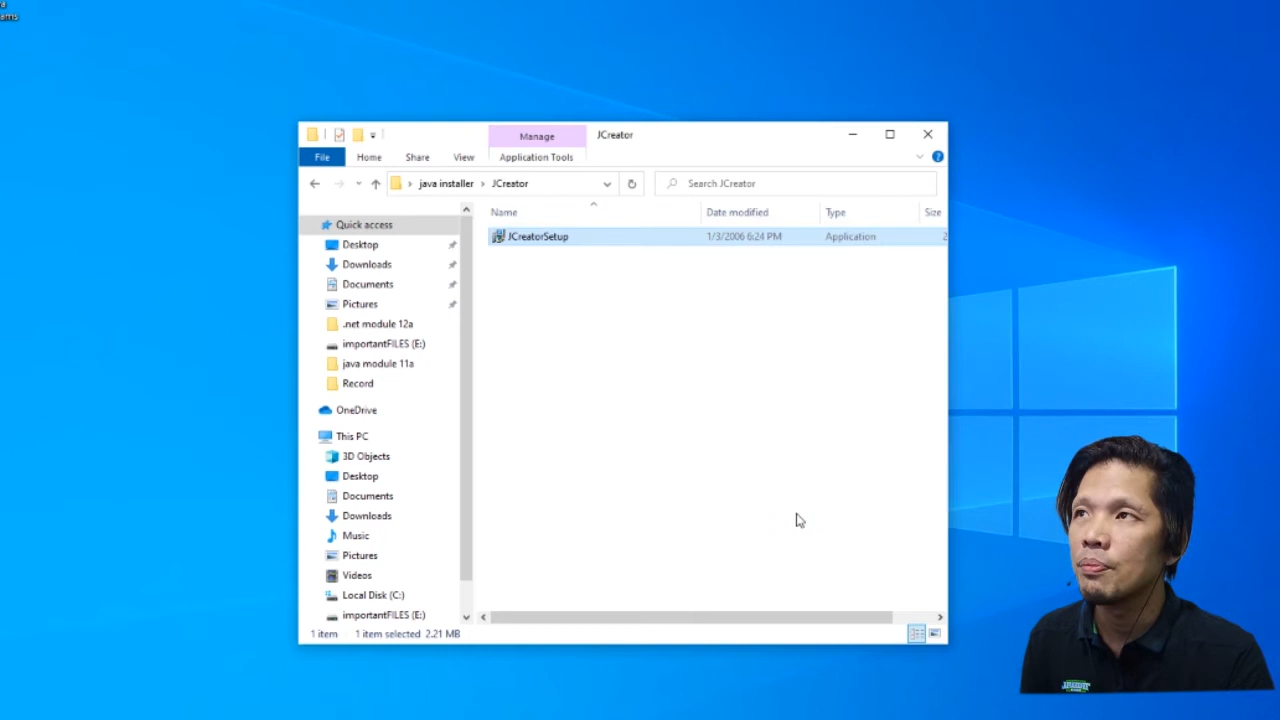 ams
Manage
JCreator
File
Home
Share
View
Application Tools
java installer
JCreator
Search JCreator
Name
Date modified
Type
Size
Quick access
JCreatorSetup
1/3/2006 6:24 PM
Application
2
Desktop
Downloads
Documents
Pictures
.net module 12a
importantFILES (E:)
java module 11a
Record
OneDrive
This PC
3D Objects
Desktop
Documents
Downloads
Music
Pictures
Videos
Local Disk (C:)
importantFILES (E:)
1 item
1 item selected 2.21 MB